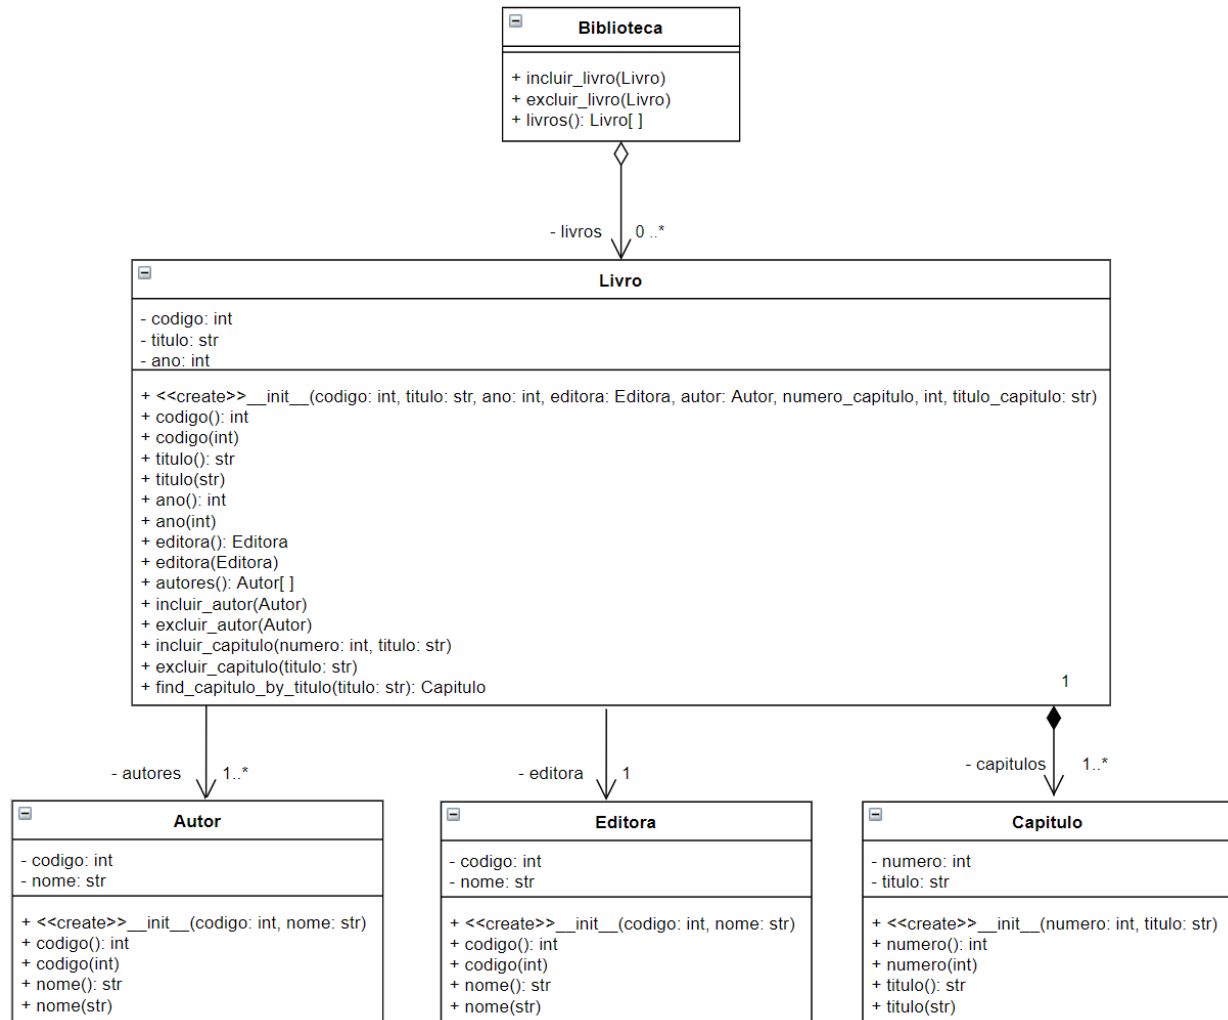 Biblioteca
+ incluir_livro(Livro)
+ excluir_livro(Livro)
+ livros(): Livro[ ]
- livros
0 ..*
Livro
- codigo: int
- titulo: str
- ano: int
+ <<create>>__init__(codigo: int, titulo: str, ano: int, editora: Editora, autor: Autor, numero_capitulo, int, titulo_capitulo: str)
+ codigo(): int
+ codigo(int)
+ titulo(): str
+ titulo(str)
+ ano(): int
+ ano(int)
+ editora(): Editora
+ editora(Editora)
+ autores(): Autor[ ]
+ incluir_autor(Autor)
+ excluir_autor(Autor)
+ incluir_capitulo(numero: int, titulo: str)
+ excluir_capitulo(titulo: str)
+ find_capitulo_by_titulo(titulo: str): Capitulo
1
- autores
1..*
- editora
1
- capitulos
1..*
Autor
- codigo: int
- nome: str
+ <<create>>__init__(codigo: int, nome: str)
+ codigo(): int
+ codigo(int)
+ nome(): str
+ nome(str)
Editora
- codigo: int
- nome: str
+ <<create>>__init__(codigo: int, nome: str)
+ codigo(): int
+ codigo(int)
+ nome(): str
+ nome(str)
Capitulo
- numero: int
- titulo: str
+ <<create>>__init__(numero: int, titulo: str)
+ numero(): int
+ numero(int)
+ titulo(): str
+ titulo(str)